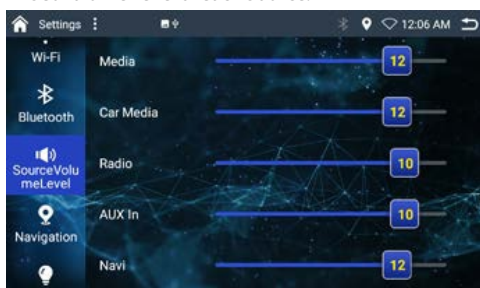 Settings
12:06 AM
Wi-Fi
Media
12
Bluetooth
Car Media
12
SourceVolu
meLevel
Radio
10
AUX In
10
Navigation
Navi
12